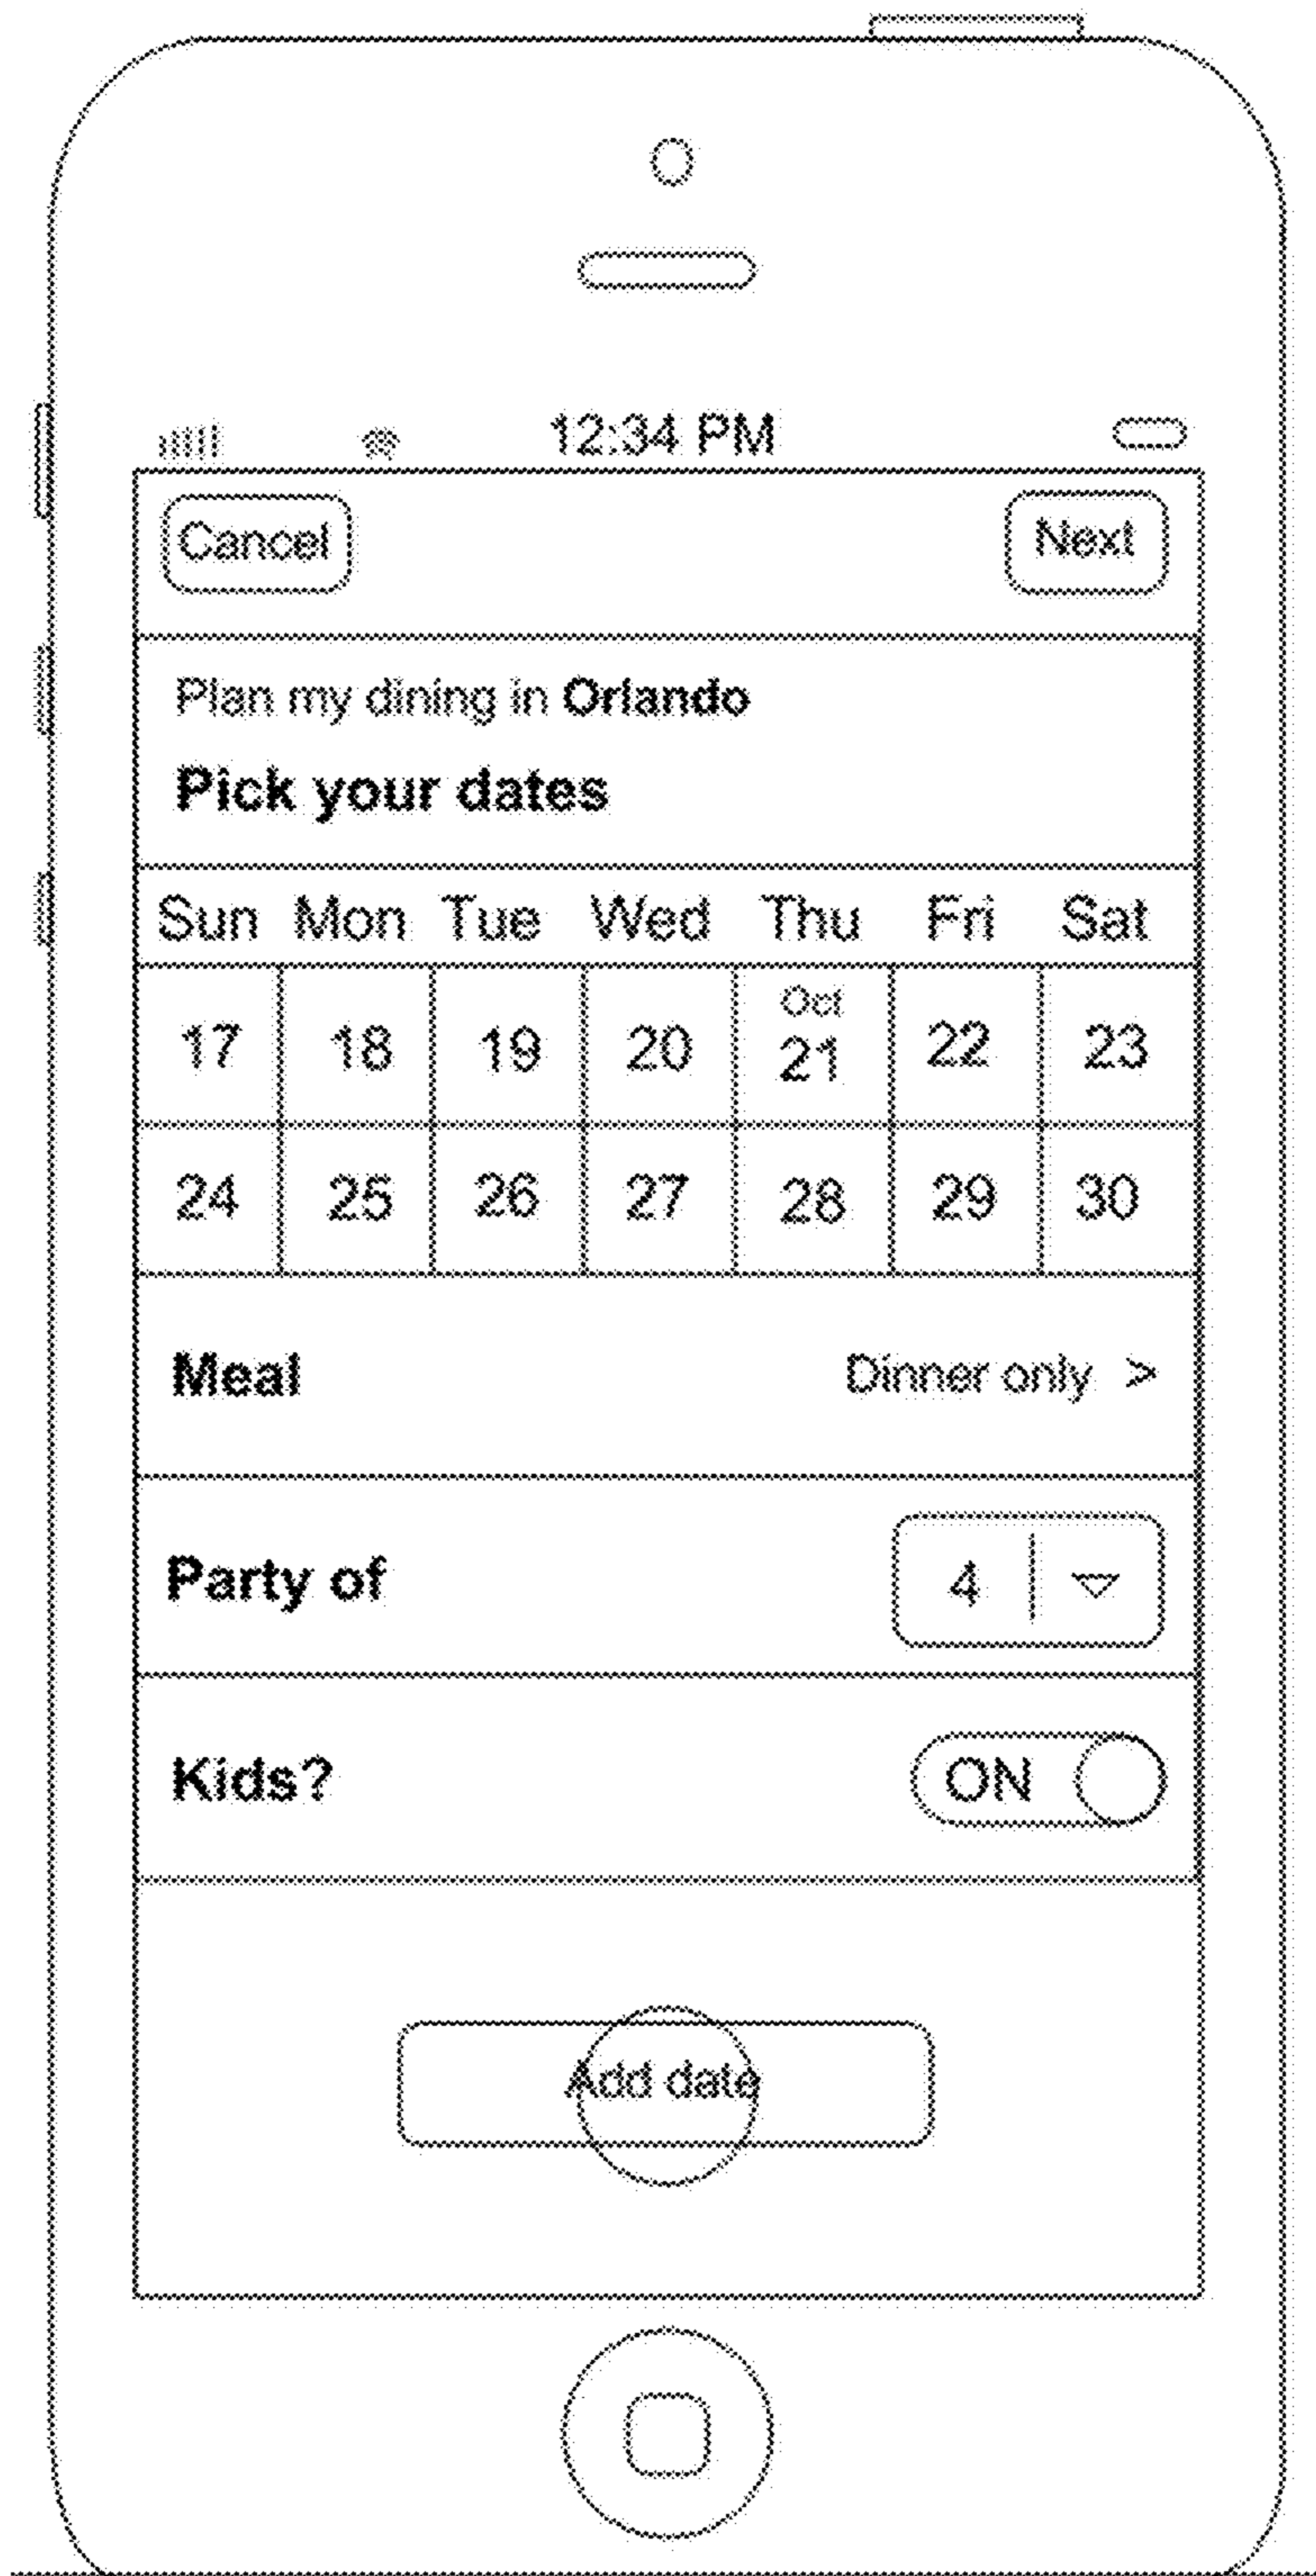 12:34 PM
Cancel Next
Plan my dining in Orlando
Pick your dates
Sun Mon Tue Wed Thu Fri Sat
17 18 19 20 Oct 21 22 23
24 25 26 27 28 29 30
Meal Dinner only >
Party of 4
Kids? ON
Add date